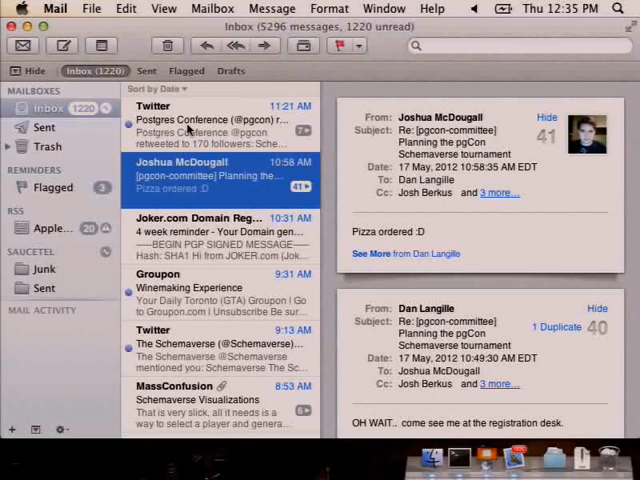 Mail File Edit View Mailbox Message Format Window Help Thu 12:35 PM
Inbox (5296 messages, 1220 unread)
Hide Inbox (1220) Sent Flagged Drafts
MAILBOXES
Inbox 1220
Sent
Trash
REMINDERS
Flagged 3
RSS
Apple... 20
SAUCETEL
Junk
Sent
MAIL ACTIVITY
Sort by Date
Twitter 11:21 AM
Postgres Conference (@pgcon) r...
Postgres Conference @pgcon
retweeted to 170 followers: Sche...
7
Joshua McDougall 10:58 AM
[pgcon-committee] Planning the...
Pizza ordered :D
41
Joker.com Domain Reg... 10:31 AM
4 week reminder - Your Domain gen...
-----BEGIN PGP SIGNED MESSAGE-----
Hash: SHA1 Hi from JOKER.com (Jok...
Groupon 9:31 AM
Winemaking Experience
Your Daily Toronto (GTA) Groupon | Go
to Groupon.com | Unsubscribe Be sur...
Twitter 9:13 AM
The Schemaverse (@Schemaverse)...
The Schemaverse @Schemaverse
mentioned you: Schemaverse The Sc...
MassConfusion 8:53 AM
Schemaverse Visualizations
That is very slick, all it needs is a
way to select a player and genera...
From: Joshua McDougall Hide
Subject: Re: [pgcon-committee] 41
Planning the pgCon
Schemaverse tournament
Date: 17 May, 2012 10:58:35 AM EDT
To: Dan Langille
Cc: Josh Berkus and 3 more...
Pizza ordered :D
See More from Dan Langille
From: Dan Langille Hide
Subject: Re: [pgcon-committee] 1 Duplicate 40
Planning the pgCon
Schemaverse tournament
Date: 17 May, 2012 10:49:30 AM EDT
To: Joshua McDougall
Cc: Josh Berkus and 3 more...
OH WAIT.. come see me at the registration desk.